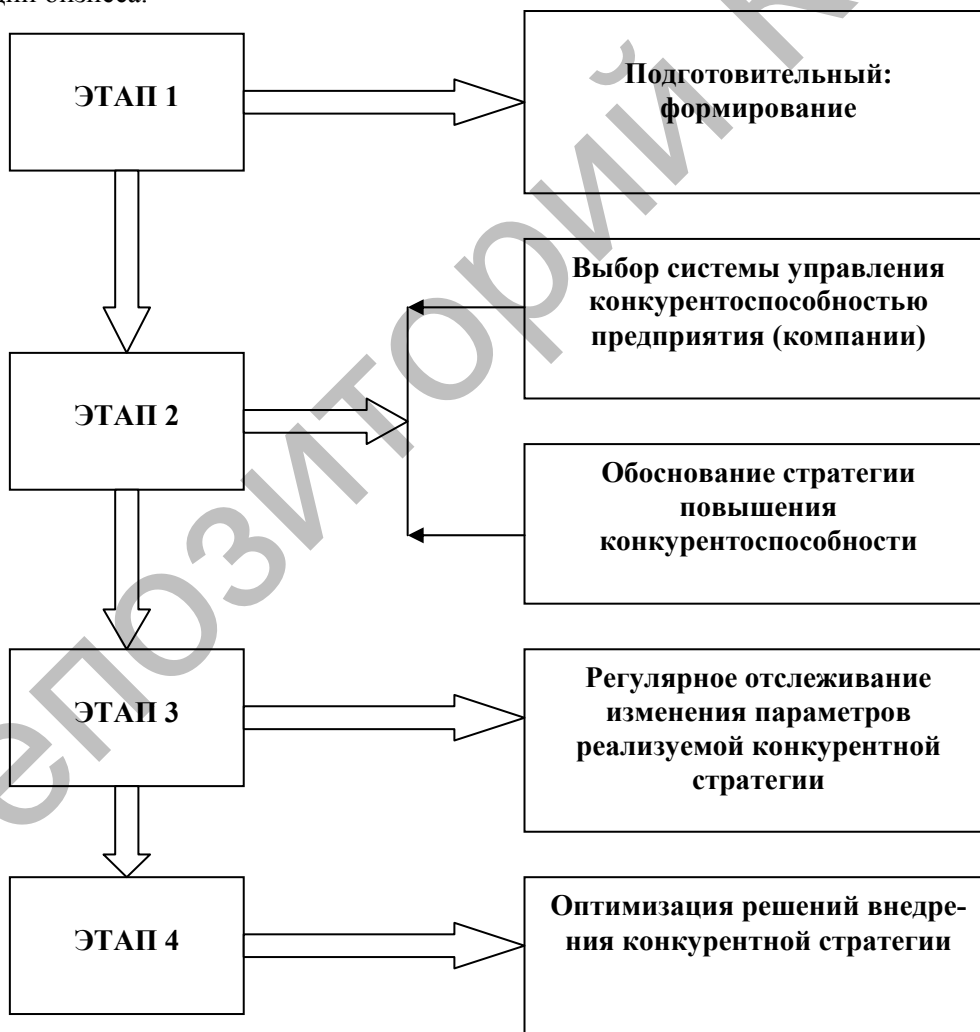 бизнеса.
ЭТАП 1
Подготовительный:
формирование
Выбор системы управления
конкурентоспособностью
предприятия (компании)
ЭТАП 2
Обоснование стратегии
повышения
конкурентоспособности
ЭТАП 3
Регулярное отслеживание
изменения параметров
реализуемой конкурентной
стратегии
ЭТАП 4
Оптимизация решений внедре-
ния конкурентной стратегии